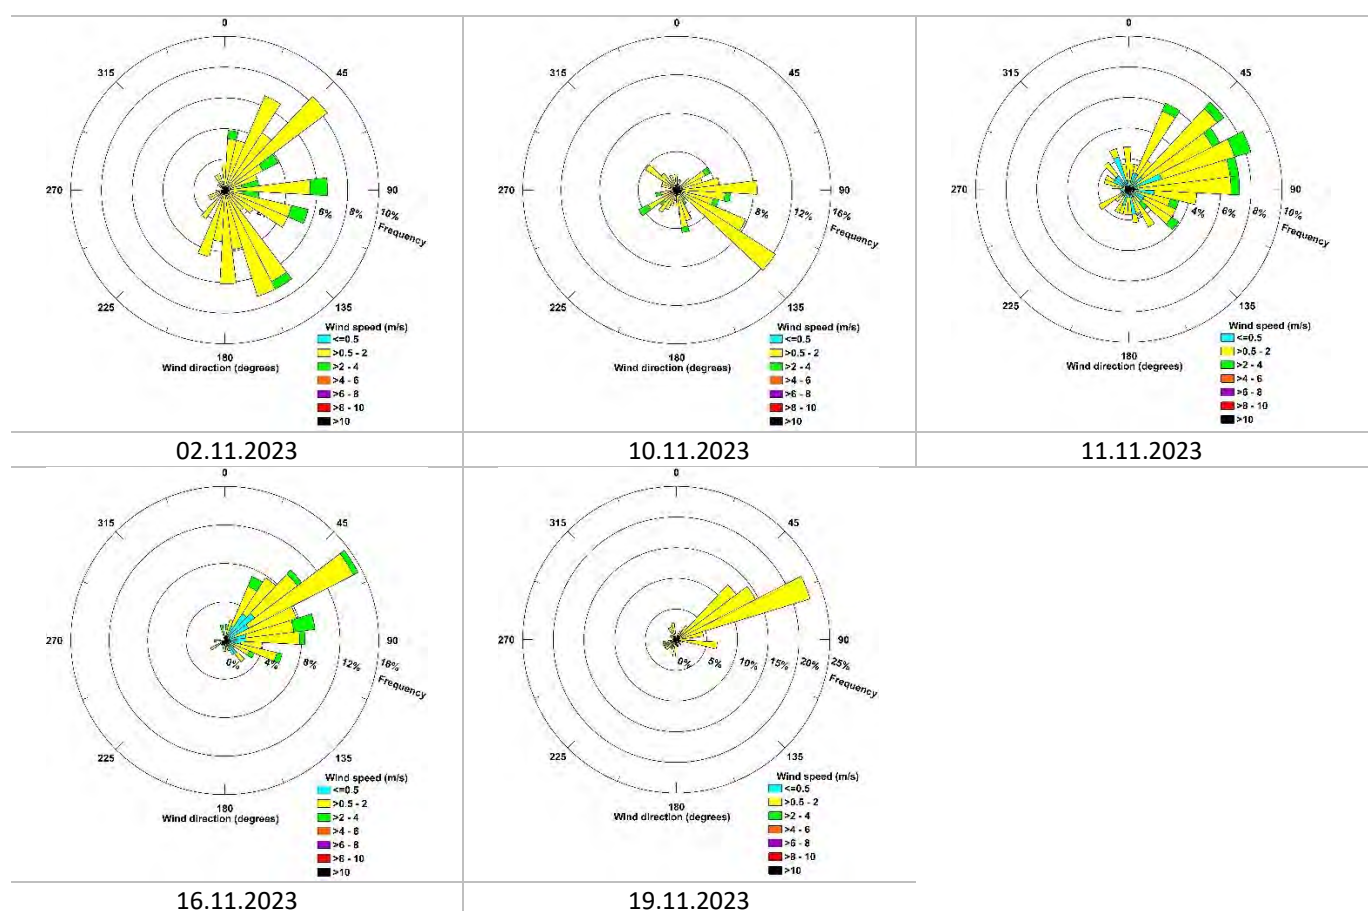 0
45
315
270
90
6%
8%
10%
Frequency
225
135
180
Wind direction (degrees)
Wind speed (m/s)
<=0.5
>0.5 - 2
>2 - 4
>4 - 6
>6 - 8
>8 - 10
>10
02.11.2023
0
45
315
270
90
8%
12%
16%
Frequency
225
135
180
Wind direction (degrees)
Wind speed (m/s)
<=0.5
>0.5 - 2
>2 - 4
>4 - 6
>6 - 8
>8 - 10
>10
10.11.2023
0
45
315
270
90
4%
6%
8%
10%
Frequency
225
135
180
Wind direction (degrees)
Wind speed (m/s)
<=0.5
>0.5 - 2
>2 - 4
>4 - 6
>6 - 8
>8 - 10
>10
11.11.2023
0
45
315
270
90
0%
4%
8%
12%
16%
Frequency
225
135
180
Wind direction (degrees)
Wind speed (m/s)
<=0.5
>0.5 - 2
>2 - 4
>4 - 6
>6 - 8
>8 - 10
>10
16.11.2023
0
45
315
270
90
0%
5%
10%
15%
20%
25%
Frequency
225
135
180
Wind direction (degrees)
Wind speed (m/s)
<=0.5
>0.5 - 2
>2 - 4
>4 - 6
>6 - 8
>8 - 10
>10
19.11.2023